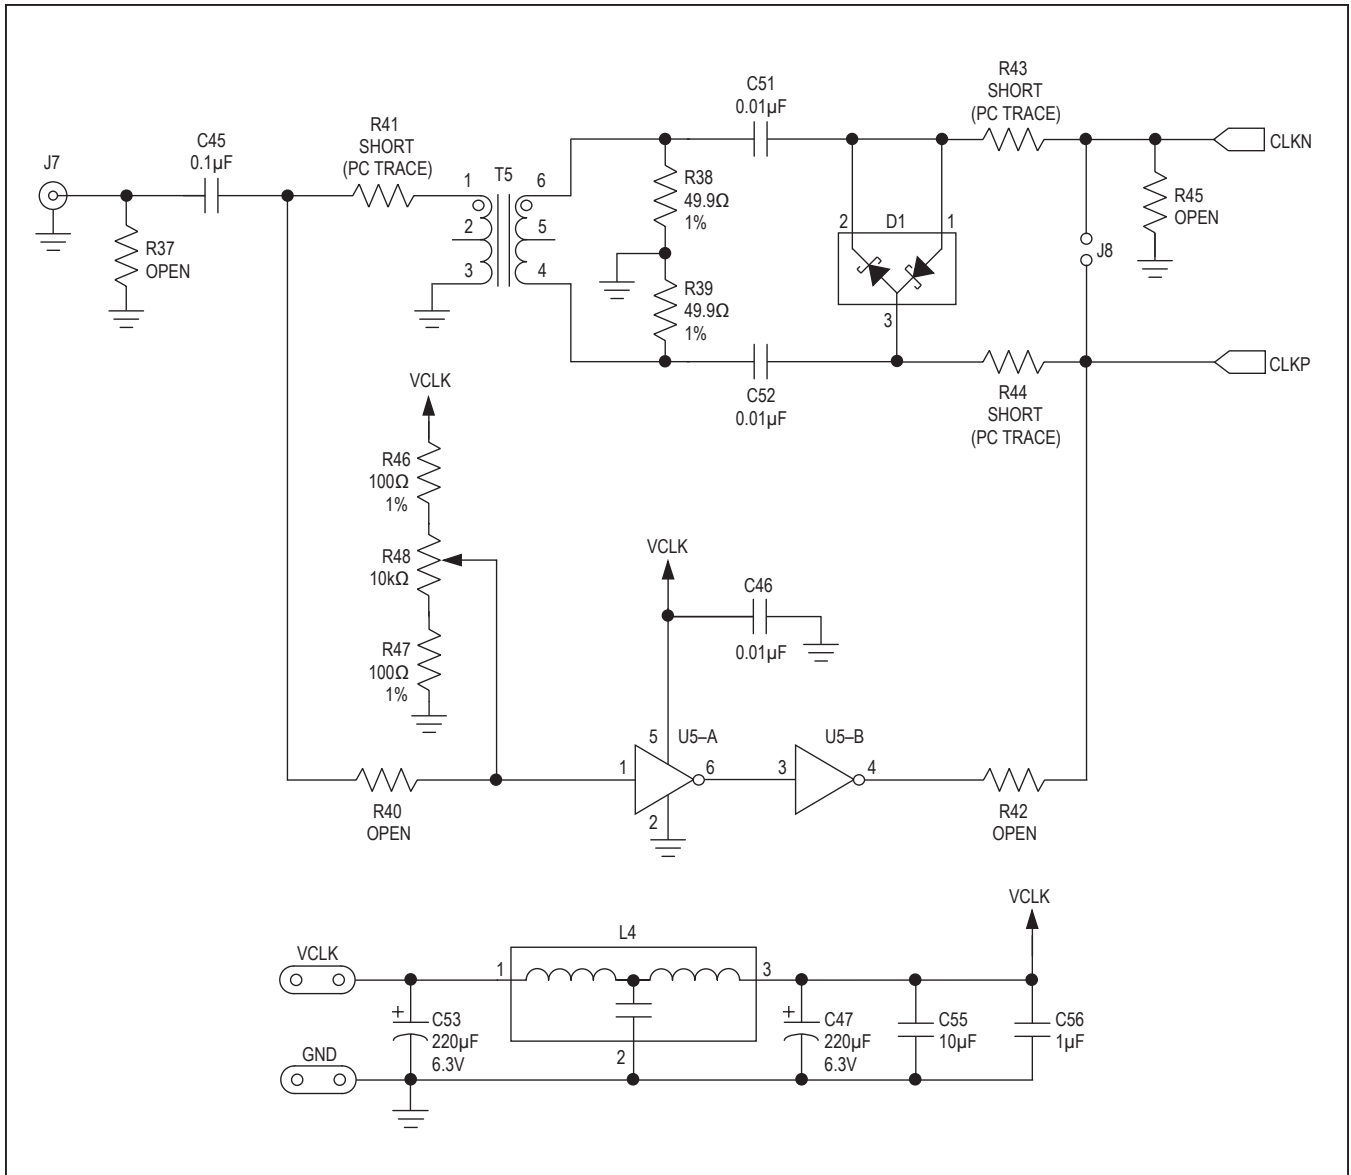 R43
SHORT
(PC TRACE)
C51
0.01µF
R41
SHORT
(PC TRACE)
C45
0.1µF
CLKN
J7
1
T5
6
R38
49.9Ω
1%
R45
OPEN
2
D1
1
2
5
R37
OPEN
J8
3
4
R39
49.9Ω
1%
3
CLKP
VCLK
C52
0.01µF
R44
SHORT
(PC TRACE)
R46
100Ω
1%
VCLK
R48
10kΩ
C46
0.01µF
R47
100Ω
1%
5
U5–A
U5–B
1
6
3
4
2
R40
OPEN
R42
OPEN
VCLK
L4
VCLK
1
3
+
C53
220µF
6.3V
+
C47
220µF
6.3V
C55
10µF
C56
1µF
2
GND